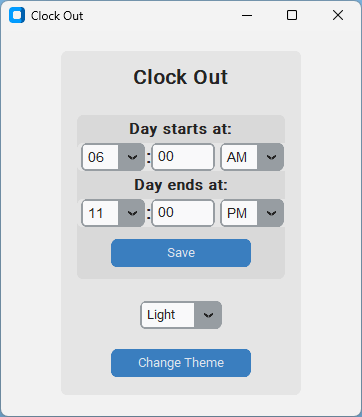 Clock Out
Clock Out
Day starts at:
06 : 00 AM
Day ends at:
11 : 00 PM
Save
Light
Change Theme